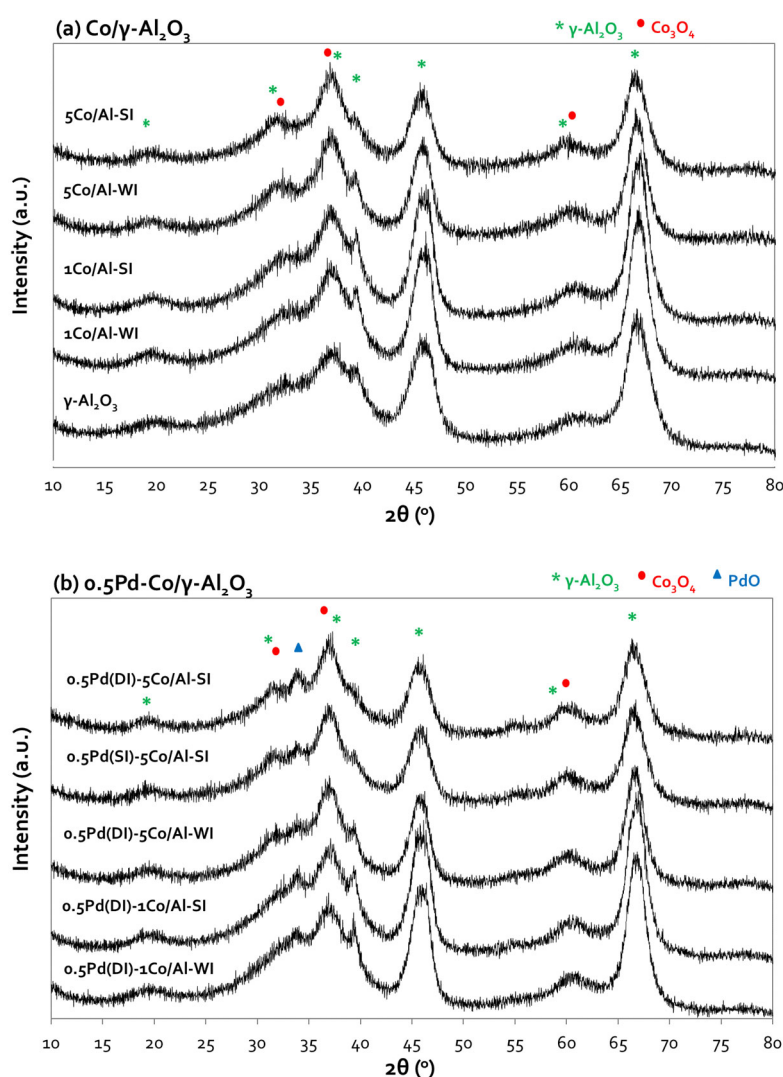 (a) Co/γ-Al₂O₃
* γ-Al₂O₃ ● Co₃O₄
5Co/Al-SI
5Co/Al-WI
1Co/Al-SI
1Co/Al-WI
γ-Al₂O₃
Intensity (a.u.)
10 15 20 25 30 35 40 45 50 55 60 65 70 75 80
2θ (°)
(b) 0.5Pd-Co/γ-Al₂O₃
* γ-Al₂O₃ ● Co₃O₄ ▲ PdO
0.5Pd(DI)-5Co/Al-SI
0.5Pd(SI)-5Co/Al-SI
0.5Pd(DI)-5Co/Al-WI
0.5Pd(DI)-1Co/Al-SI
0.5Pd(DI)-1Co/Al-WI
Intensity (a.u.)
10 15 20 25 30 35 40 45 50 55 60 65 70 75 80
2θ (°)